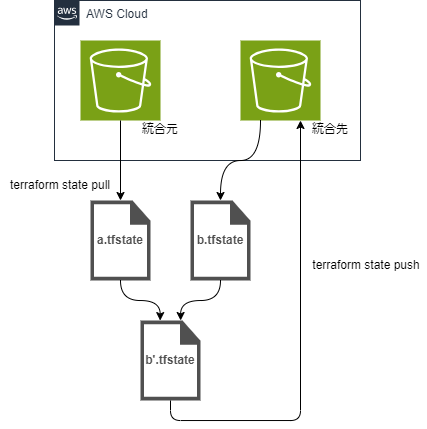 aws
AWS Cloud
統合元
統合先
terraform state pull
a.tfstate
b.tfstate
terraform state push
b'.tfstate